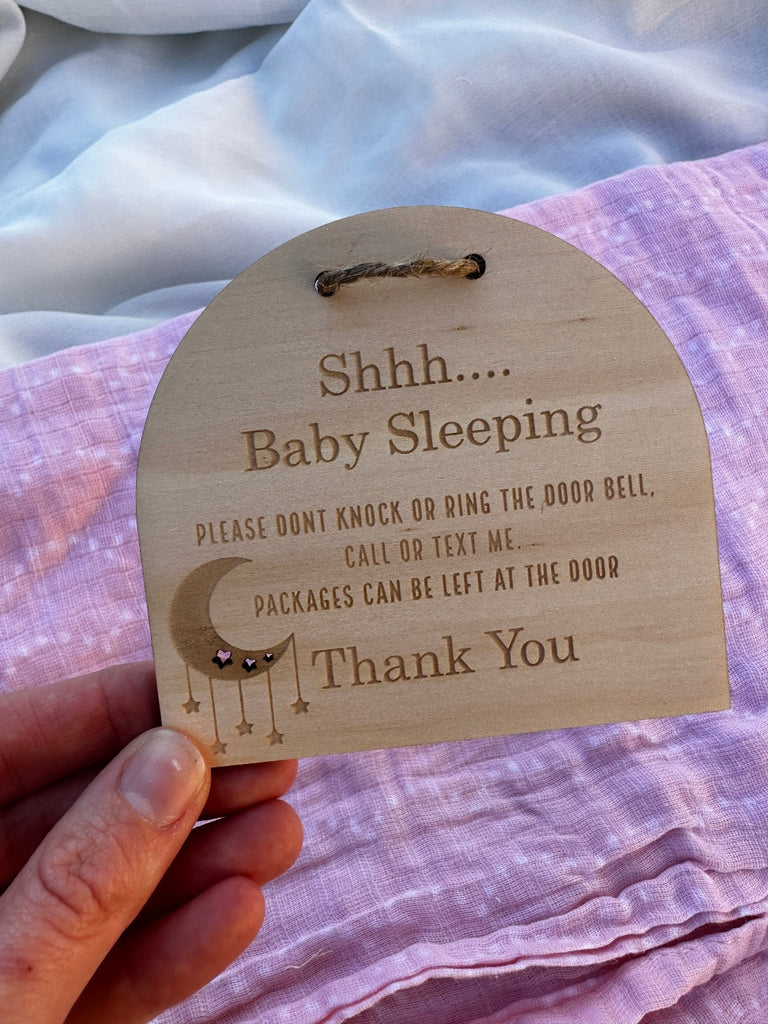 Shhh....
Baby Sleeping
PLEASE DONT KNOCK OR RING THE DOOR BELL,
CALL OR TEXT ME.
PACKAGES CAN BE LEFT AT THE DOOR
Thank You